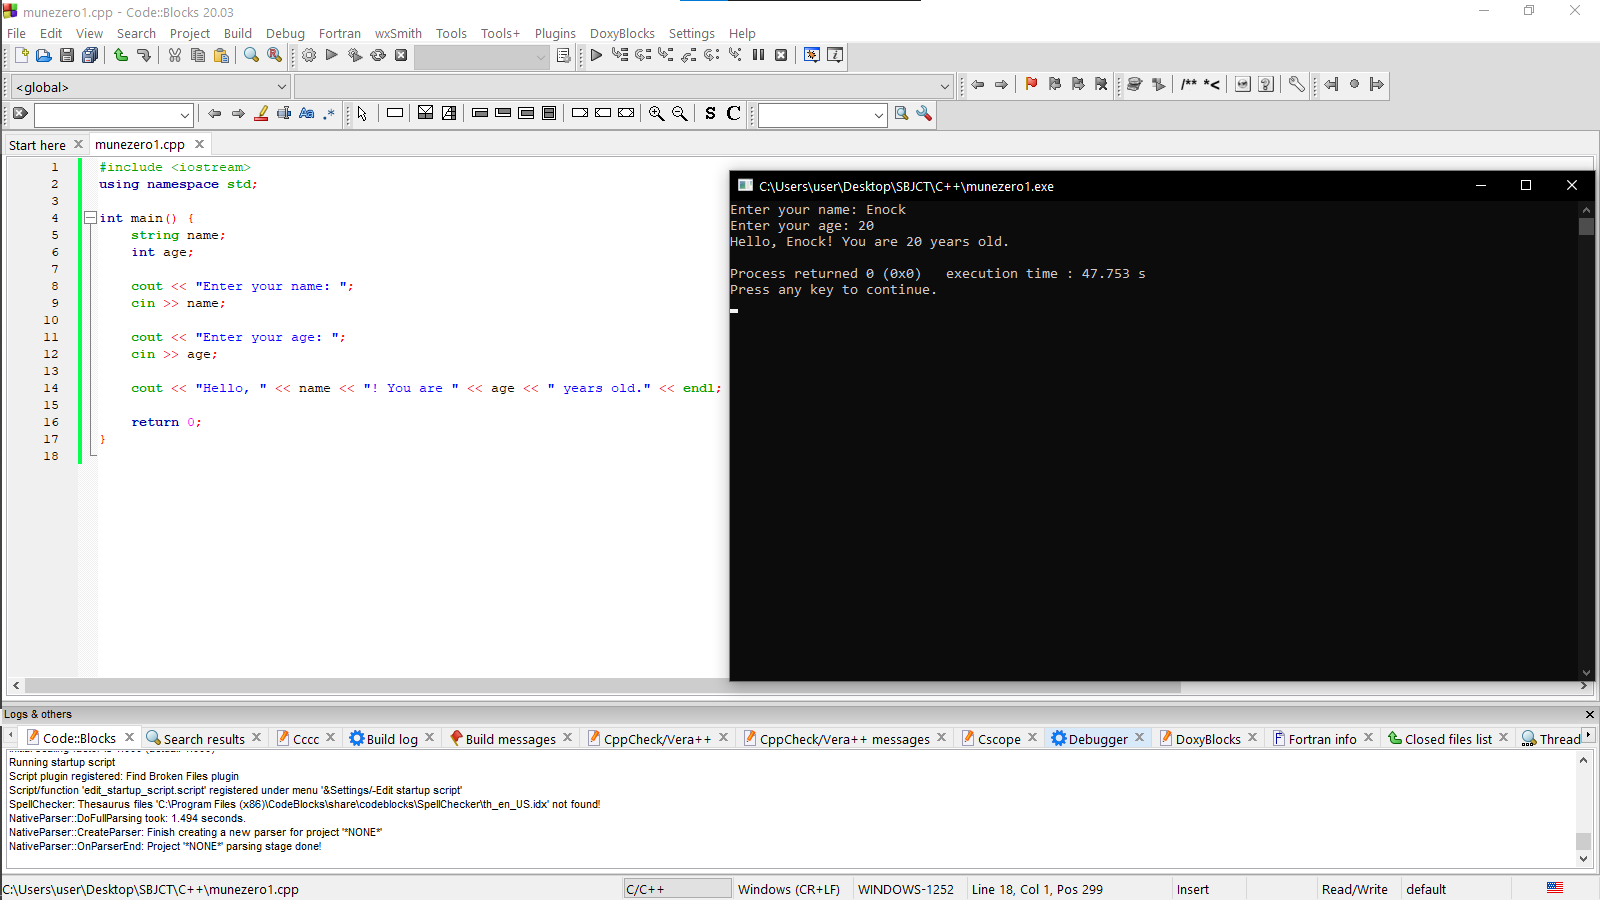 munezero1.cpp - Code::Blocks 20.03
File Edit View Search Project Build Debug Fortran wxSmith Tools Tools+ Plugins DoxyBlocks Settings Help
<global>
/** *<
Aa .*
S C
Start here munezero1.cpp
1 #include <iostream>
2 using namespace std;
3
4 int main() {
5 string name;
6 int age;
7
8 cout << "Enter your name: ";
9 cin >> name;
10
11 cout << "Enter your age: ";
12 cin >> age;
13
14 cout << "Hello, " << name << "! You are " << age << " years old." << endl;
15
16 return 0;
17 }
18
C:\Users\user\Desktop\SBJCT\C++\munezero1.exe
Enter your name: Enock
Enter your age: 20
Hello, Enock! You are 20 years old.
Process returned 0 (0x0) execution time : 47.753 s
Press any key to continue.
Logs & others
Code::Blocks Search results Cccc Build log Build messages CppCheck/Vera++ CppCheck/Vera++ messages Cscope Debugger DoxyBlocks Fortran info Closed files list Thread
Running startup script
Script plugin registered: Find Broken Files plugin
Script/function 'edit_startup_script.script' registered under menu '&Settings/-Edit startup script'
SpellChecker: Thesaurus files 'C:\Program Files (x86)\CodeBlocks\share\codeblocks\SpellChecker\th_en_US.idx' not found!
NativeParser::DoFullParsing took: 1.494 seconds.
NativeParser::CreateParser: Finish creating a new parser for project '*NONE*'
NativeParser::OnParserEnd: Project '*NONE*' parsing stage done!
C:\Users\user\Desktop\SBJCT\C++\munezero1.cpp C/C++ Windows (CR+LF) WINDOWS-1252 Line 18, Col 1, Pos 299 Insert Read/Write default